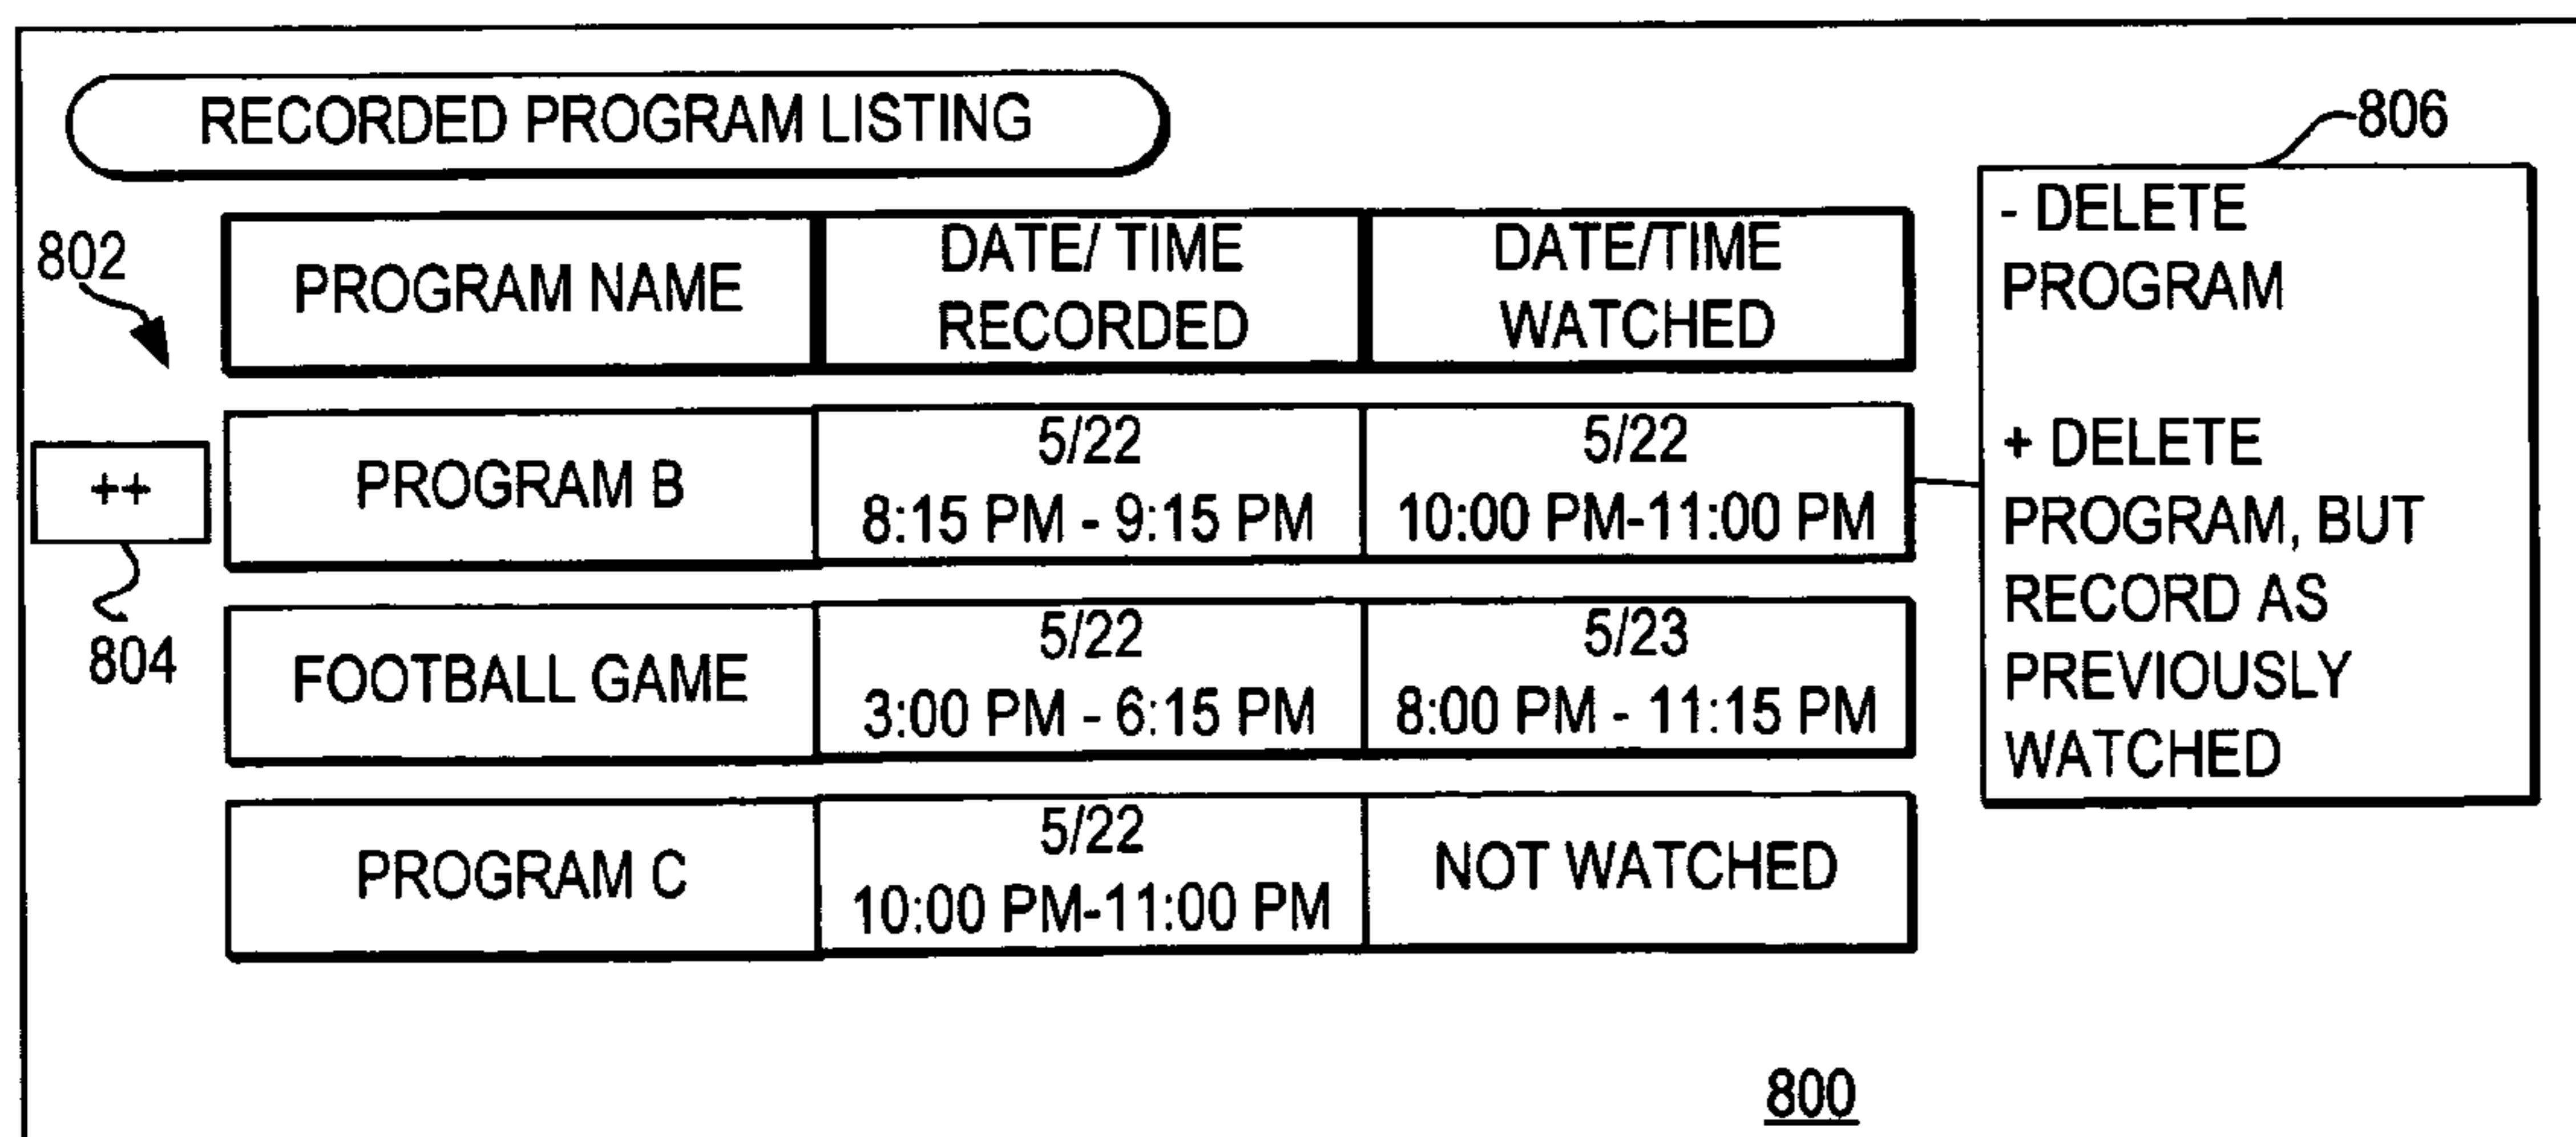 RECORDED PROGRAM LISTING
806
802
PROGRAM NAME
DATE/ TIME
RECORDED
DATE/TIME
WATCHED
++
804
PROGRAM B
5/22
8:15 PM - 9:15 PM
5/22
10:00 PM-11:00 PM
FOOTBALL GAME
5/22
3:00 PM - 6:15 PM
5/23
8:00 PM - 11:15 PM
PROGRAM C
5/22
10:00 PM-11:00 PM
NOT WATCHED
- DELETE
PROGRAM
+ DELETE
PROGRAM, BUT
RECORD AS
PREVIOUSLY
WATCHED
800